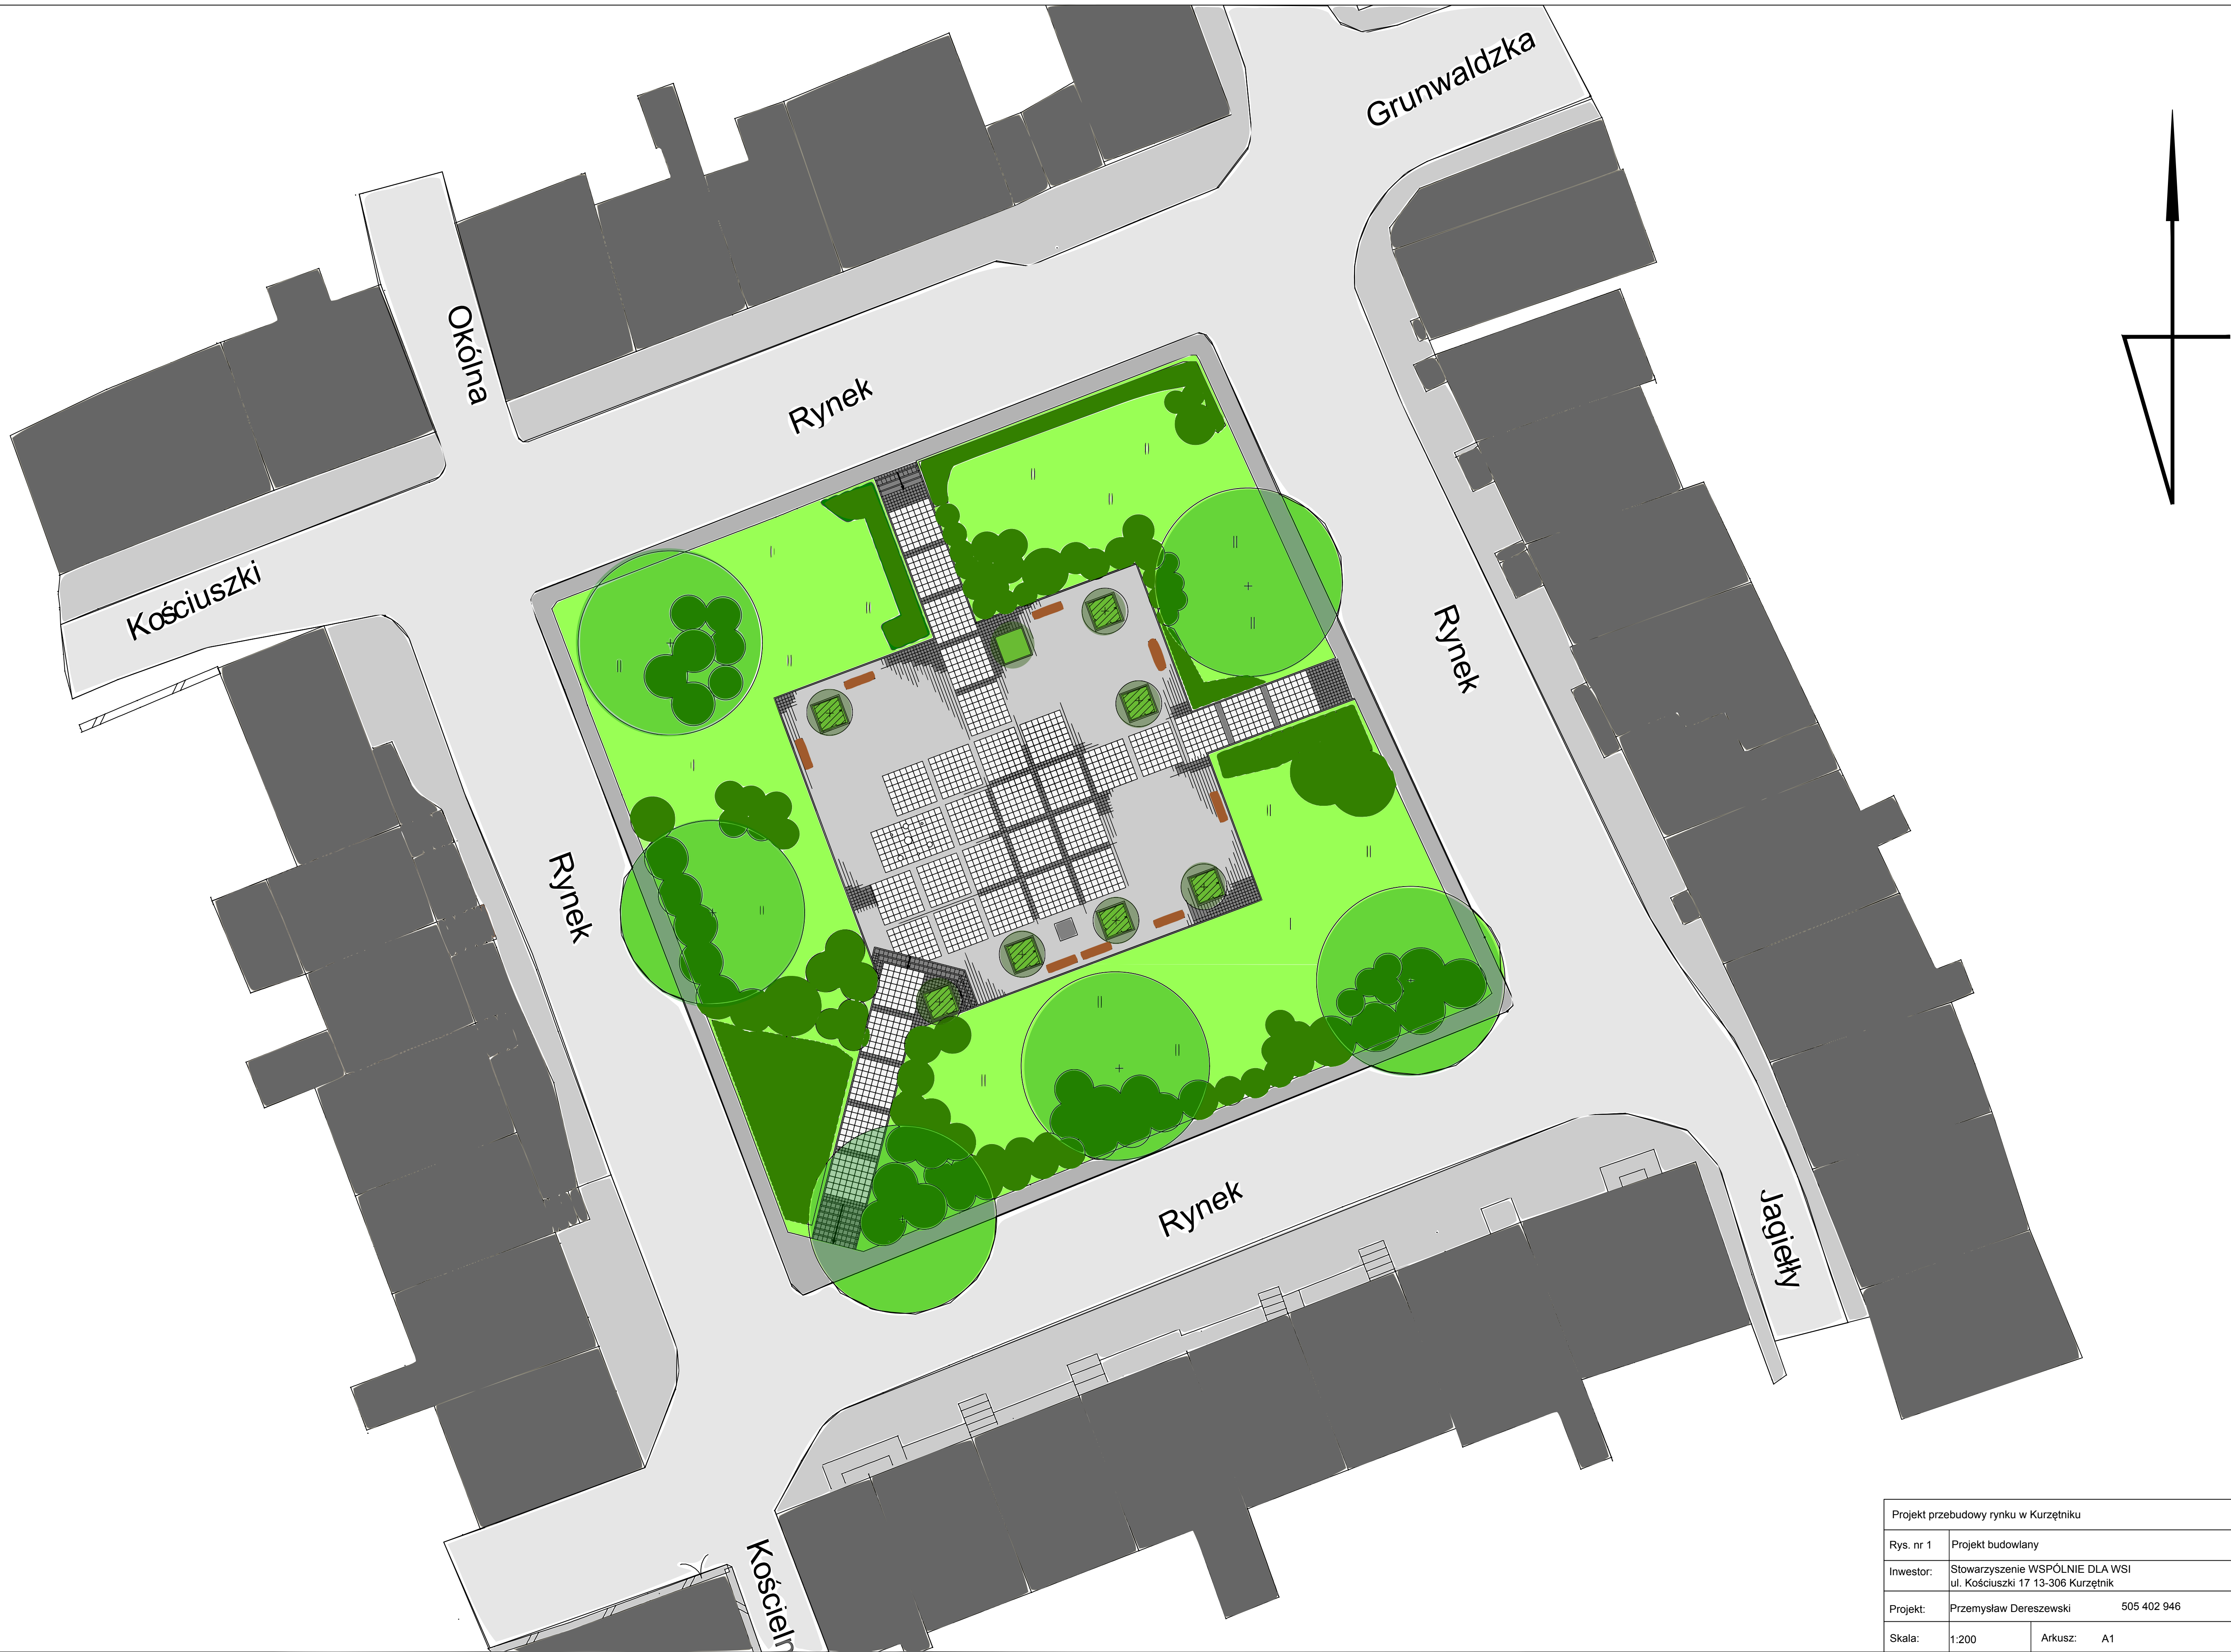 Grunwaldzka
Okólna
Rynek
Kościuszki
Rynek
Rynek
Rynek
Jagiełły
Kościeln
Projekt przebudowy rynku w Kurzętniku
Rys. nr 1 Projekt budowlany
Inwestor: Stowarzyszenie WSPÓLNIE DLA WSI
ul. Kościuszki 17 13-306 Kurzętnik
Projekt: Przemysław Dereszewski 505 402 946
Skala: 1:200 Arkusz: A1